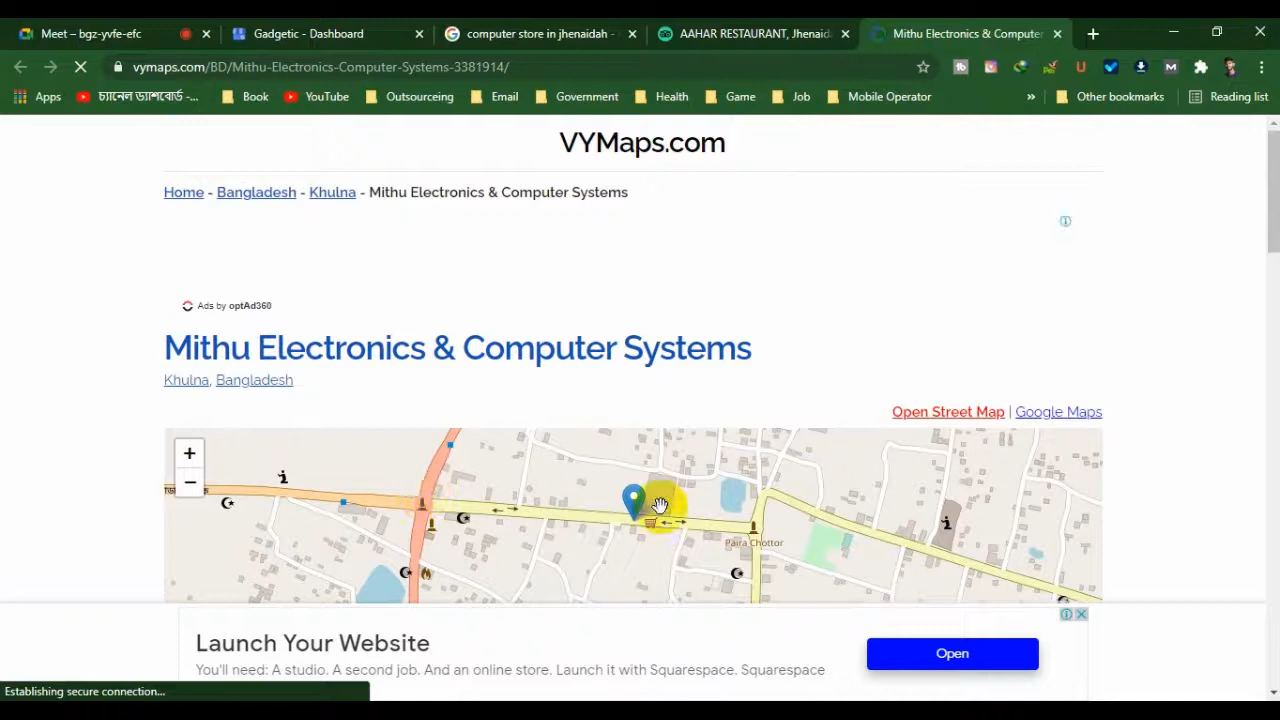 Meet – bgz-yvfe-efc
Gadgetic - Dashboard
computer store in jhenaidah -
AAHAR RESTAURANT, Jhenaid
Mithu Electronics & Computer
vymaps.com/BD/Mithu-Electronics-Computer-Systems-3381914/
Apps
চ্যানেল ড্যাশবোর্ড -...
Book
YouTube
Outsourceing
Email
Government
Health
Game
Job
Mobile Operator
»
Other bookmarks
Reading list
VYMaps.com
Home - Bangladesh - Khulna - Mithu Electronics & Computer Systems
Ads by optAd360
Mithu Electronics & Computer Systems
Khulna, Bangladesh
Open Street Map | Google Maps
+
−
Paira Chottor
Launch Your Website
You'll need: A studio. A second job. And an online store. Launch it with Squarespace. Squarespace
Open
Establishing secure connection...